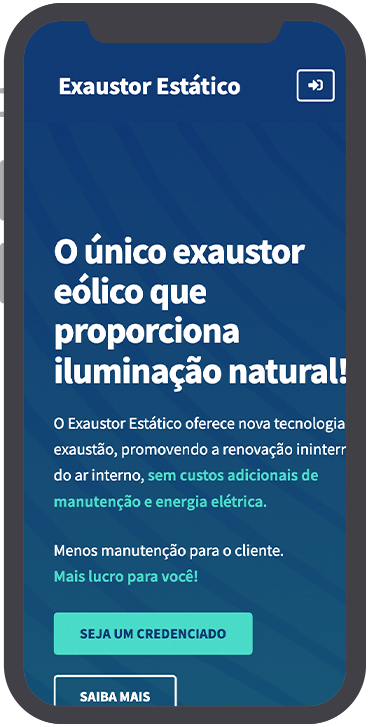 Exaustor Estático
O único exaustor
eólico que
proporciona
iluminação natural!
O Exaustor Estático oferece nova tecnologia
exaustão, promovendo a renovação
do ar interno, sem custos adicionais de
manutenção e energia elétrica.
Menos manutenção para o cliente.
Mais lucro para você!
SEJA UM CREDENCIADO
SAIBA MAIS